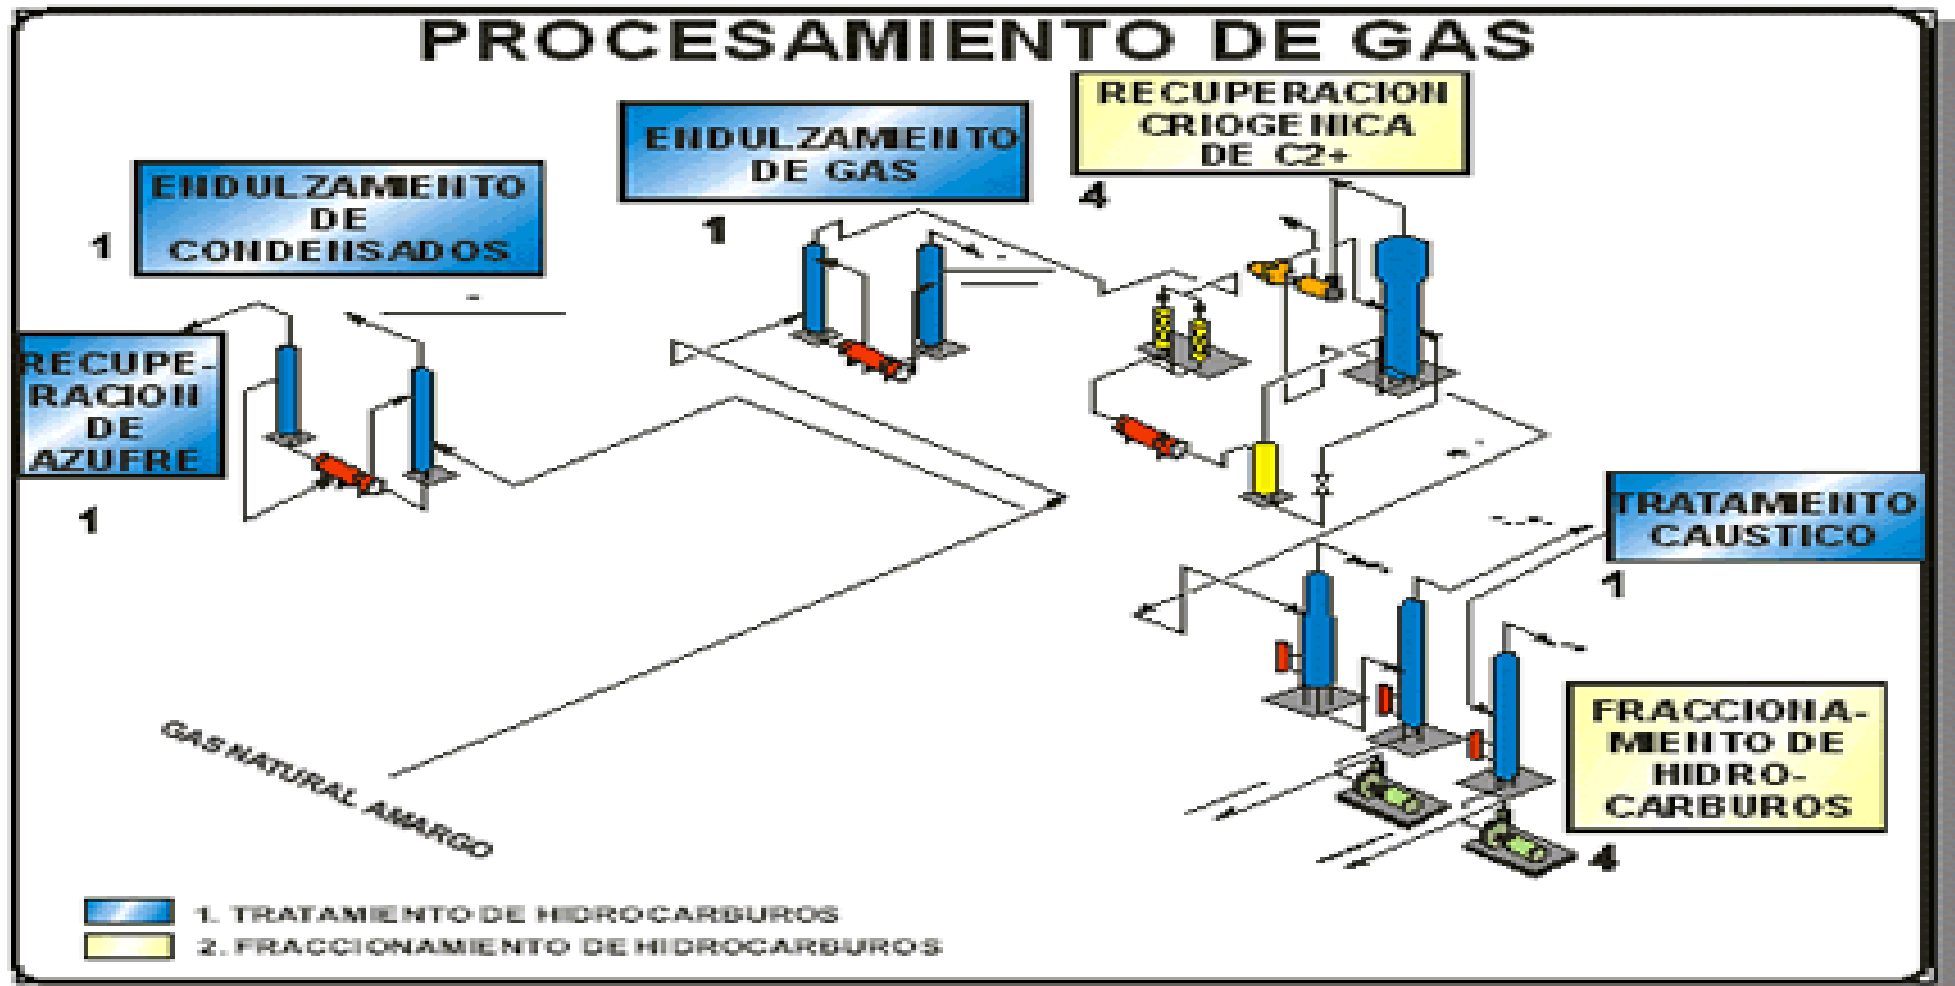 PROCESAMIENTO DE GAS
RECUPERACION
CRIOGENICA
DE C2+
4
ENDULZAMIENTO
DE GAS
1
ENDULZAMIENTO
DE
CONDENSADOS
1
RECUPE-
RACION
DE
AZUFRE
1
TRATAMIENTO
CAUSTICO
1
FRACCIONA-
MIENTO DE
HIDRO-
CARBUROS
4
GAS NATURAL AMARGO
1. TRATAMIENTO DE HIDROCARBUROS
2. FRACCIONAMIENTO DE HIDROCARBUROS